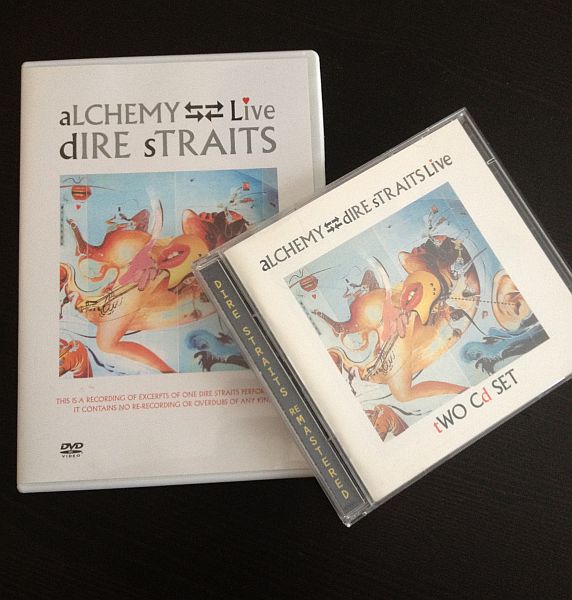 aLCHEMY Live
dIRE sTRAITS
THIS IS A RECORDING OF EXCERPTS OF ONE DIRE STRAITS
IT CONTAINS NO RE-RECORDING OR OVERDUBS OF ANY
DVD
VIDEO
aLCHEMY dIRE sTRAITS Live
tWO Cd SET
DIRE STRAITS REMASTERED